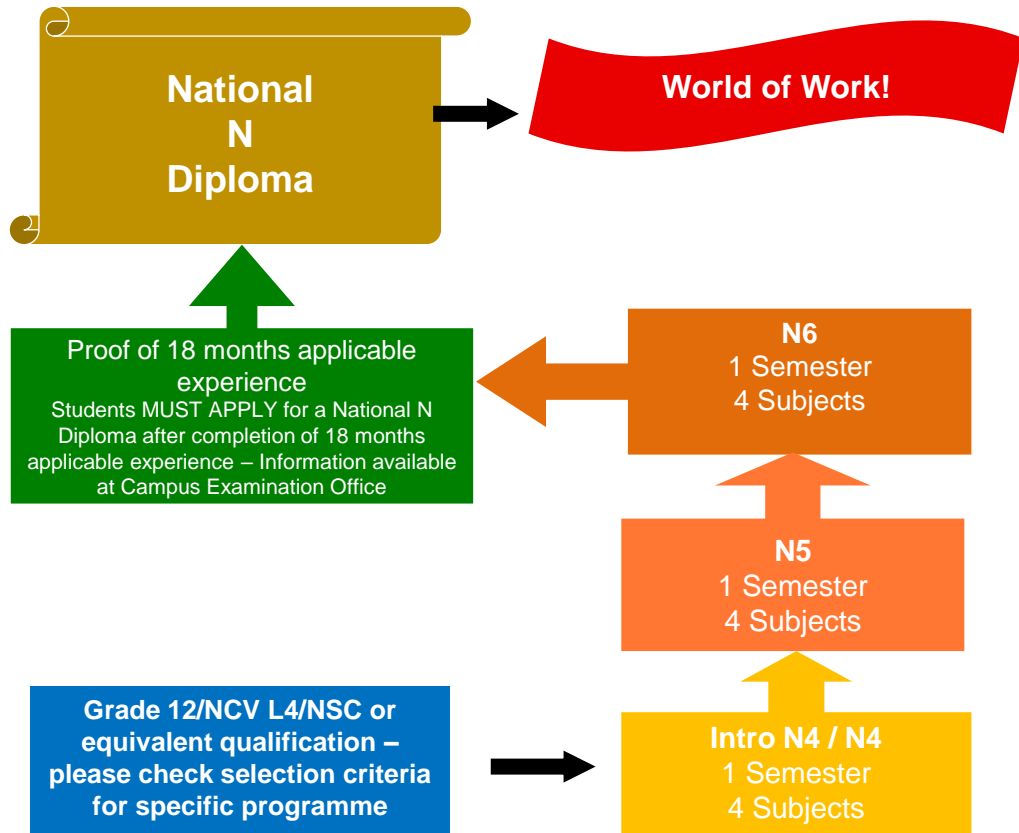 National
N
Diploma
World of Work!
Proof of 18 months applicable
experience
Students MUST APPLY for a National N
Diploma after completion of 18 months
applicable experience – Information available
at Campus Examination Office
N6
1 Semester
4 Subjects
N5
1 Semester
4 Subjects
Grade 12/NCV L4/NSC or
equivalent qualification –
please check selection criteria
for specific programme
Intro N4 / N4
1 Semester
4 Subjects